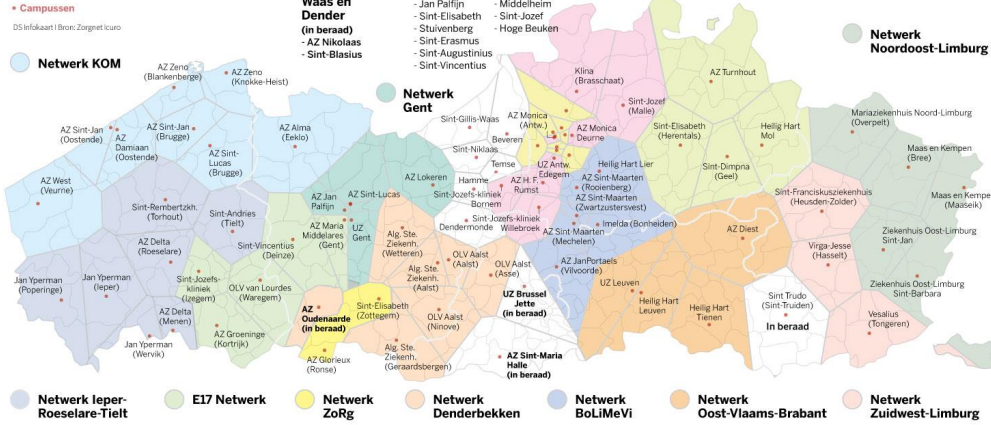 • Campussen
DS Infokaart | Bron: Zorgnet Icuro
Netwerk KOM
Waas en
Dender
(in beraad)
- AZ Nikolaas
- Sint-Blasius
- Jan Palfijn
- Sint-Elisabeth
- Stuivenberg
- Sint-Erasmus
- Sint-Augustinius
- Sint-Vincentius
- Middelheim
- Sint-Jozef
- Hoge Beuken
Netwerk
Noordoost-Limburg
Netwerk
Gent
AZ Zeno
(Blankenberge)
AZ Zeno
(Knokke-Heist)
AZ Sint-Jan
(Oostende)
AZ
Damiaan
(Oostende)
AZ Sint-Jan
(Brugge)
AZ Sint-
Lucas
(Brugge)
AZ Alma
(Eeklo)
AZ West
(Veurne)
Sint-Rembertzkh.
(Torhout)
Sint-Andries
(Tielt)
AZ Delta
(Roeselare)
Jan Yperman
(Poperinge)
Jan Yperman
(Ieper)
AZ Delta
(Menen)
Jan Yperman
(Wervik)
Sint-Jozefs-
kliniek
(Izegem)
Sint-Vincentius
(Deinze)
OLV van Lourdes
(Waregem)
AZ Groeninge
(Kortrijk)
AZ Jan
Palfijn
AZ Sint-Lucas
AZ Maria
Middelares
(Gent)
UZ
Gent
AZ Lokeren
AZ
Oudenaarde
(in beraad)
Sint-Elisabeth
(Zottegem)
AZ Glorieux
(Ronse)
Alg. Ste.
Ziekenh.
(Wetteren)
Alg. Ste.
Ziekenh.
(Aalst)
OLV Aalst
(Aalst)
OLV Aalst
(Asse)
OLV Aalst
(Ninove)
Alg. Ste.
Ziekenh.
(Geraardsbergen)
UZ Brussel
Jette
(in beraad)
AZ Sint-Maria
Halle
(in beraad)
Sint-Gillis-Waas
Beveren
Sint-Niklaas
Temse
Hamme
Sint-Jozefs-kliniek
Bornem
Dendermonde
Sint-Jozefs-kliniek
Willebroek
AZ H. F.
Rumst
Klina
(Brasschaat)
Sint-Jozef
(Malle)
AZ Monica
(Antw.)
AZ Monica
Deurne
UZ Antw.
Edegem
Heilig Hart Lier
AZ Sint-Maarten
(Rooienberg)
AZ Sint-Maarten
(Zwartzustersvest)
Imelda (Bonheiden)
AZ Sint-Maarten
(Mechelen)
AZ JanPortaels
(Vilvoorde)
AZ Turnhout
Sint-Elisabeth
(Herentals)
Heilig Hart
Mol
Sint-Dimpna
(Geel)
AZ Diest
UZ Leuven
Heilig Hart
Leuven
Heilig Hart
Tienen
Sint Trudo
(Sint-Truiden)
In beraad
Mariaziekenhuis Noord-Limburg
(Overpelt)
Maas en Kempen
(Bree)
Maas en Kempe
(Maaseik)
Sint-Franciskusziekenhuis
(Heusden-Zolder)
Virga-Jesse
(Hasselt)
Ziekenhuis Oost-Limburg
Sint-Jan
Ziekenhuis Oost-Limburg
Sint-Barbara
Vesalius
(Tongeren)
Netwerk Ieper-
Roeselare-Tielt
E17 Netwerk
Netwerk
ZoRg
Netwerk
Denderbekken
Netwerk
BoLiMeVi
Netwerk
Oost-Vlaams-Brabant
Netwerk
Zuidwest-Limburg